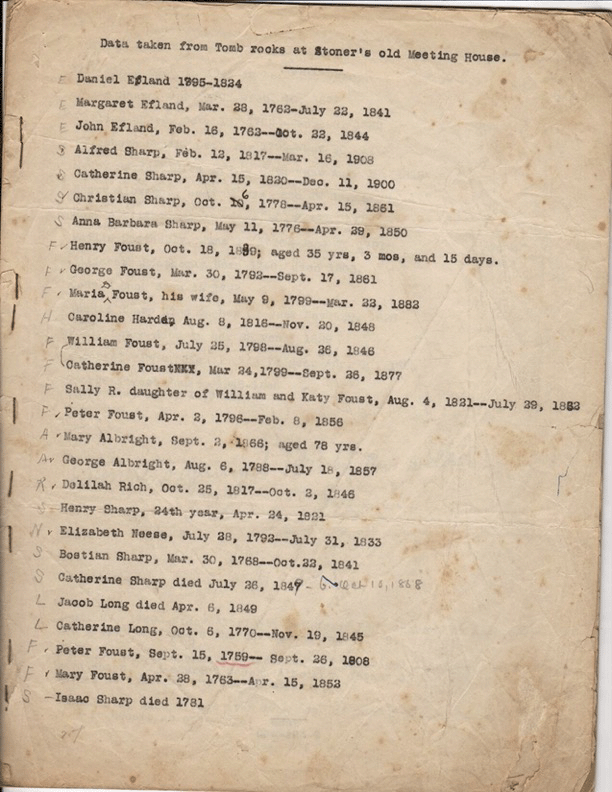 Data taken from Tomb rocks at Stoner's old Meeting House.
E Daniel Efland 1795-1824
E Margaret Efland, Mar. 28, 1762-July 22, 1841
E John Efland, Feb. 16, 1762--Oct. 22, 1844
S Alfred Sharp, Feb. 12, 1817--Mar. 16, 1908
S Catherine Sharp, Apr. 15, 1820--Dec. 11, 1900
S Christian Sharp, Oct. 6, 1778--Apr. 15, 1861
S Anna Barbara Sharp, May 11, 1776--Apr. 29, 1850
F Henry Foust, Oct. 18, aged 35 yrs, 3 mos, and 15 days.
F George Foust, Mar. 30, 1792--Sept. 17, 1861
F Maria Foust, his wife, May 9, 1799--Mar. 22, 1882
H Caroline Harden Aug. 8, 1816--Nov. 20, 1848
F William Foust, July 25, 1798--Aug. 26, 1846
F Catherine Foust, Mar 24,1799--Sept. 26, 1877
F Sally R. daughter of William and Katy Foust, Aug. 4, 1821--July 29,
F Peter Foust, Apr. 2, 1796--Feb. 8, 1856
A Mary Albright, Sept. 2, 1866; aged 78 yrs.
A George Albright, Aug. 6, 1788--July 18, 1857
R Delilah Rich, Oct. 25, 1817--Oct. 2, 1846
S Henry Sharp, 24th year, Apr. 24, 1821
N Elizabeth Neese, July 28, 1792--July 31, 1833
S Bostian Sharp, Mar. 30, 1768--Oct.22, 1841
S Catherine Sharp died July 26,
L Jacob Long died Apr. 6, 1849
L Catherine Long, Oct. 6, 1770--Nov. 19, 1845
F Peter Foust, Sept. 15, 1759-- Sept. 26, 1808
F Mary Foust, Apr. 28, 1763--Apr. 15, 1852
S -Isaac Sharp died 1781